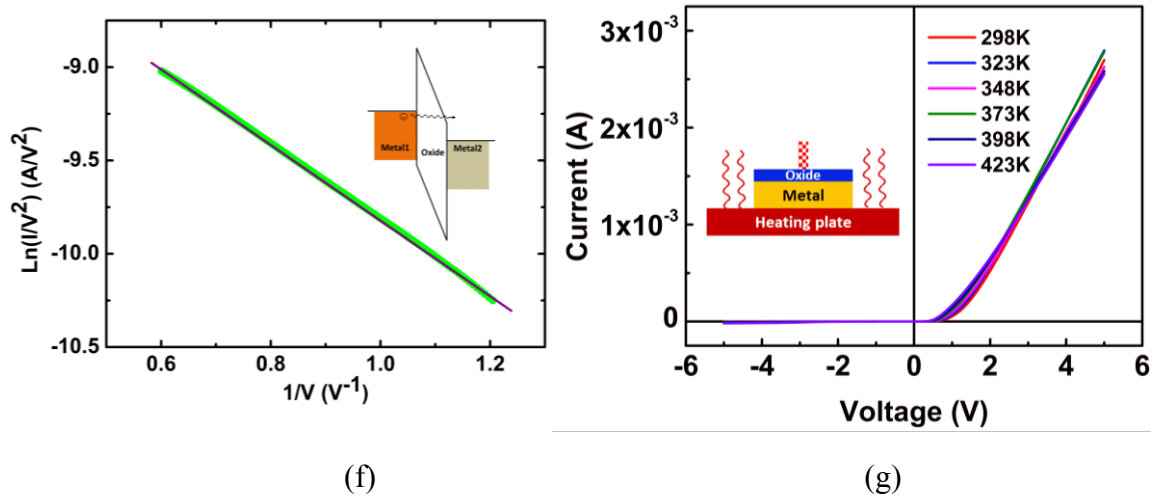 -9.0
-9.5
-10.0
-10.5
Ln(I/V²) (A/V²)
0.6 0.8 1.0 1.2
1/V (V⁻¹)
Metal1
Oxide
Metal2
(f)
3x10⁻³
2x10⁻³
1x10⁻³
0
Current (A)
298K
323K
348K
373K
398K
423K
Oxide
Metal
Heating plate
-6 -4 -2 0 2 4 6
Voltage (V)
(g)